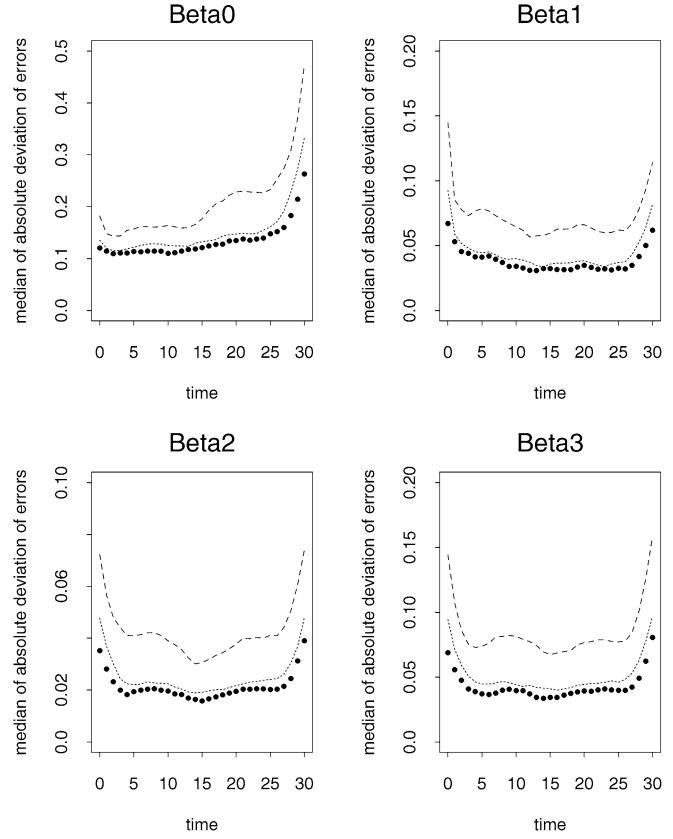 Beta0
median of absolute deviation of errors
0.0 0.1 0.2 0.3 0.4 0.5
0 5 10 15 20 25 30
time
Beta1
median of absolute deviation of errors
0.0 0.05 0.10 0.15 0.20
0 5 10 15 20 25 30
time
Beta2
median of absolute deviation of errors
0.0 0.02 0.06 0.10
0 5 10 15 20 25 30
time
Beta3
median of absolute deviation of errors
0.0 0.05 0.10 0.15 0.20
0 5 10 15 20 25 30
time